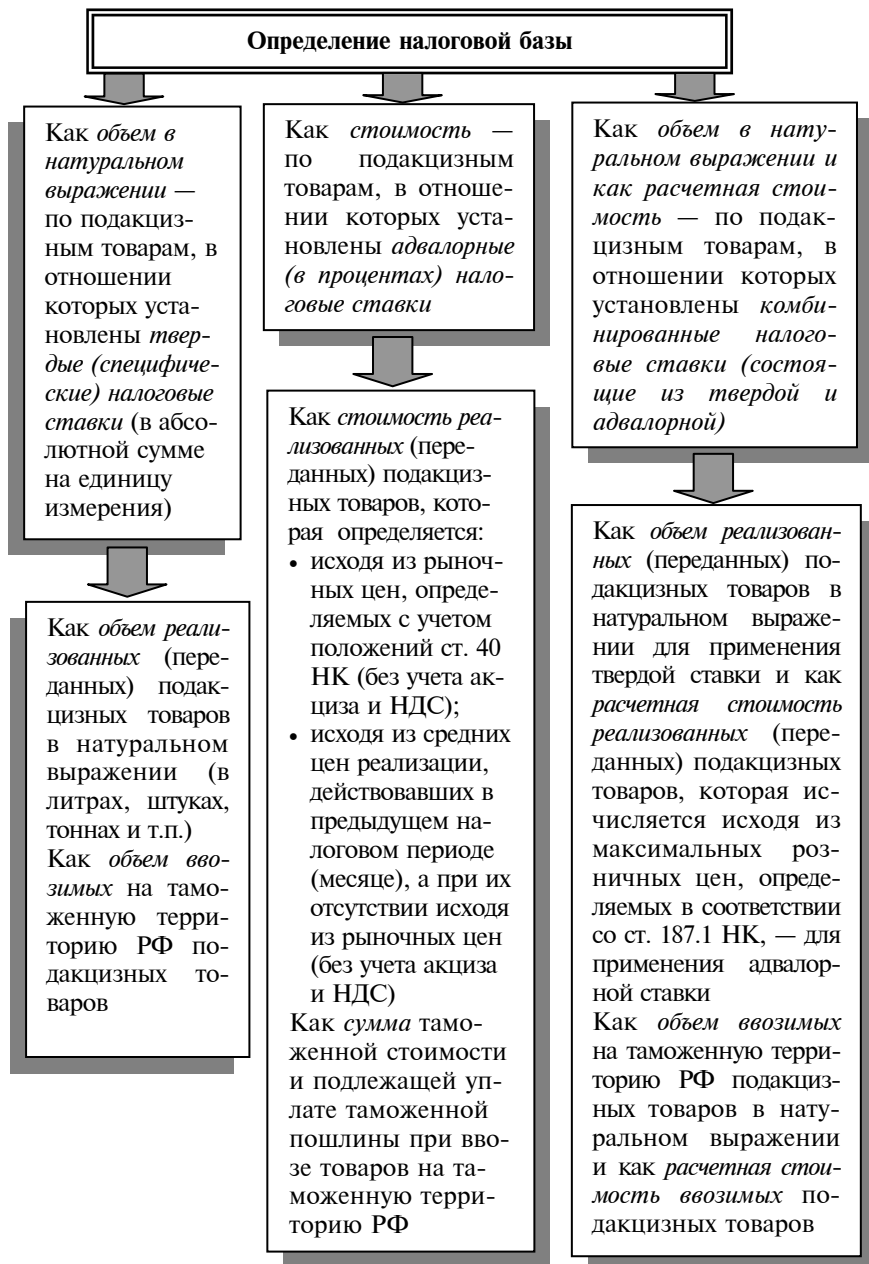 Определение налоговой базы
Как объем в
натуральном
выражении —
по подакциз-
ным товарам, в
отношении
которых уста-
новлены твер-
дые (специфиче-
ские) налоговые
ставки (в абсо-
лютной сумме
на единицу
измерения)
Как объем реали-
зованных (пере-
данных) подак-
цизных товаров
в натуральном
выражении (в
литрах, штуках,
тоннах и т.п.)
Как объем вво-
зимых на тамо-
женную терри-
торию РФ по-
дакцизных то-
варов
Как стоимость —
по подакцизным
товарам, в отноше-
нии которых уста-
новлены адвалорные
(в процентах) нало-
говые ставки
Как стоимость реа-
лизованных (пере-
данных) подакциз-
ных товаров, кото-
рая определяется:
• исходя из рыноч-
ных цен, опреде-
ляемых с учетом
положений ст. 40
НК (без учета ак-
циза и НДС);
• исходя из средних
цен реализации,
действовавших в
предыдущем на-
логовом периоде
(месяце), а при их
отсутствии исходя
из рыночных цен
(без учета акциза
и НДС)
Как сумма тамо-
женной стоимости
и подлежащей уп-
лате таможенной
пошлины при вво-
зе товаров на та-
моженную терри-
торию РФ
Как объем в нату-
ральном выражении и
как расчетная стои-
мость — по подак-
цизным товарам, в
отношении которых
установлены комби-
нированные налого-
вые ставки (состоя-
щие из твердой и
адвалорной)
Как объем реализован-
ных (переданных) по-
дакцизных товаров в
натуральном выраже-
нии для применения
твердой ставки и как
расчетная стоимость
реализованных (пере-
данных) подакцизных
товаров, которая ис-
числяется исходя из
максимальных роз-
ничных цен, опреде-
ляемых в соответствии
со ст. 187.1 НК, — для
применения адвалор-
ной ставки
Как объем ввозимых
на таможенную терри-
торию РФ подакциз-
ных товаров в нату-
ральном выражении
и как расчетная стои-
мость ввозимых по-
дакцизных товаров